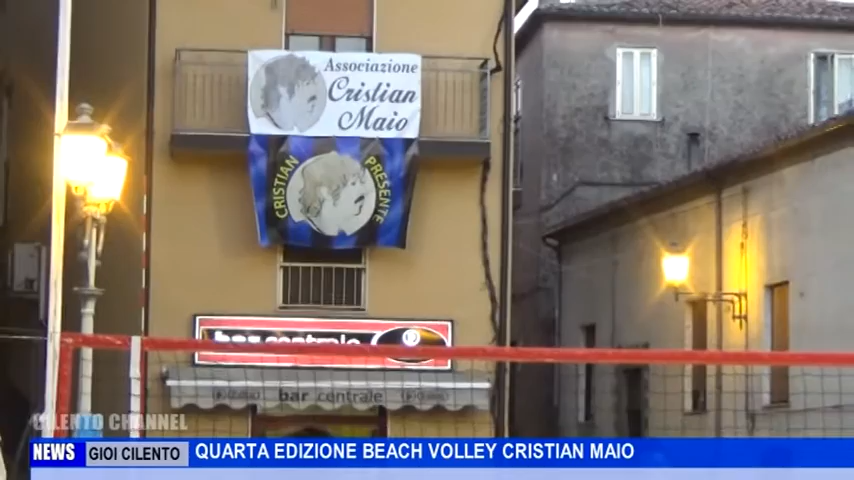 Associazione
Cristian
Maio
CRISTIAN PRESENTE
bar centrale
bar centrale
CILENTO CHANNEL
NEWS GIOI CILENTO QUARTA EDIZIONE BEACH VOLLEY CRISTIAN MAIO